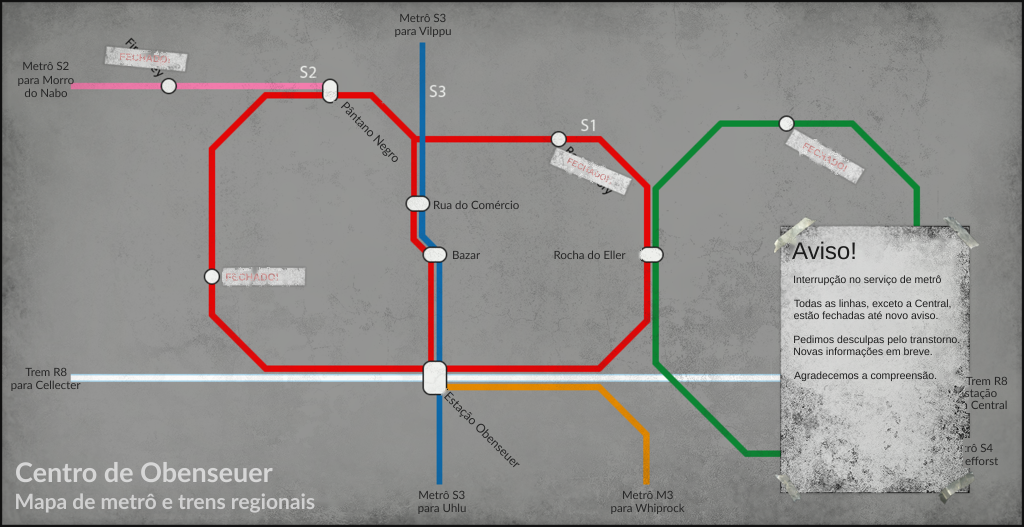 Metrô S3
para Vilppu
FECHADO!
Metrô S2
para Morro
do Nabo
S2
S3
Pântano Negro
S1
FECHADO!
FECHADO!
Rua do Comércio
Bazar
Rocha do Eller
FECHADO!
Aviso!
Interrupção no serviço de metrô
Todas as linhas, exceto a Central,
estão fechadas até novo aviso.
Pedimos desculpas pelo transtorno.
Novas informações em breve.
Agradecemos a compreensão.
Trem R8
para Cellecter
Trem R8
stação
Central
Estação Obenseuer
rô S4
efforst
Centro de Obenseuer
Mapa de metrô e trens regionais
Metrô S3
para Uhlu
Metrô M3
para Whiprock